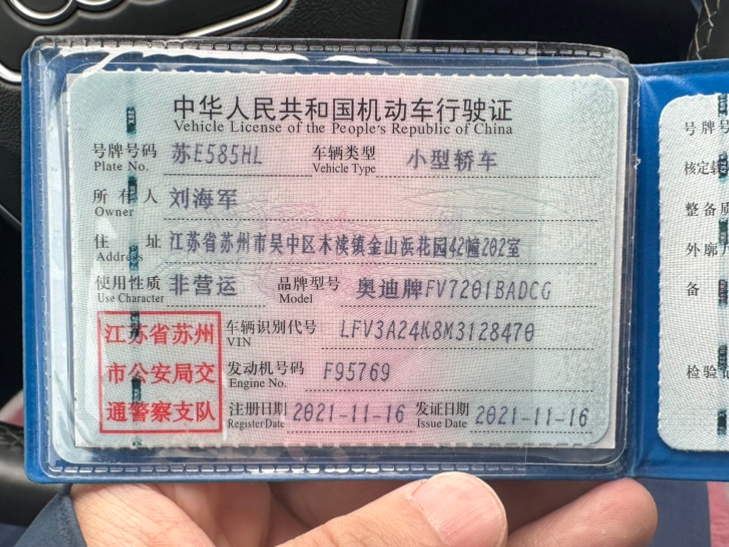 中华人民共和国机动车行驶证
Vehicle License of the People's Republic of China
号牌号码 苏E585HL 车辆类型 小型轿车
Plate No. Vehicle Type
所有人 刘海军
Owner
住址 江苏省苏州市吴中区木渎镇金山浜花园42幢202室
Address
使用性质 非营运 品牌型号 奥迪牌FV7201BADCG
Use Character Model
江苏省苏州
市公安局交
通警察支队
车辆识别代号 LFV3A24K8M3128470
VIN
发动机号码 F95769
Engine No.
注册日期 2021-11-16 发证日期 2021-11-16
Register Date Issue Date
号牌号
核定
整备质
外廓
备
检验